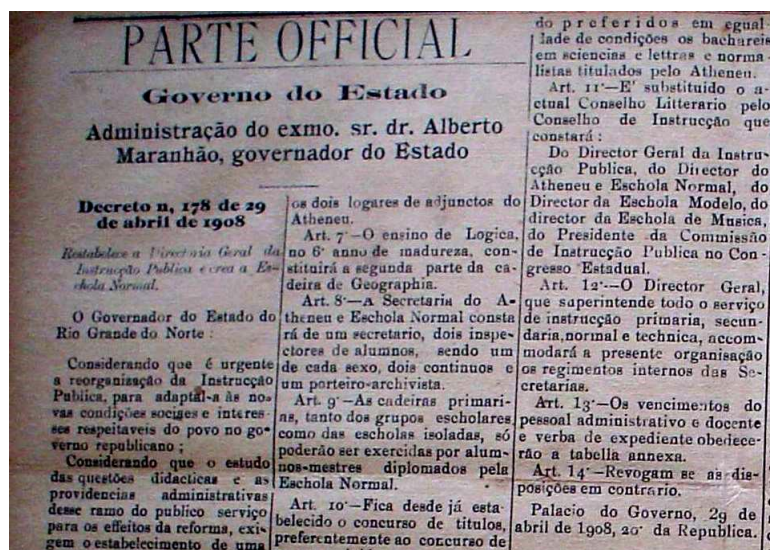 PARTE OFFICIAL
Governo do Estado
Administração do exmo. sr. dr. Alberto
Maranhão, governador do Estado
Decreto n, 178 de 29
de abril de 1908
Restabelece a Directoria Geral da
Instrucção Publica e crea a Es-
chola Normal.
O Governador do Estado do
Rio Grande do Norte :
Considerando que é urgente
a reorganisação da Instrucção
Publica, para adaptal-a às no-
vas condições sociaes e interes-
ses respeitaveis do povo no go-
verno republicano ;
Considerando que o estudo
das questões didacticas e as
providencias administrativas
desse ramo do publico serviço
para os effeitos da reforma, exi-
gem o estabelecimento de uma
os dois logares de adjunctos do
Atheneu.
Art. 7·—O ensino de Logica,
no 6· anno de madureza, con-
stituirá a segunda parte da ca-
deira de Geographia.
Art. 8·—A Secretaria do A-
theneu e Eschola Normal consta
rá de um secretario, dois inspe-
ctores de alumnos, sendo um
de cada sexo, dois continuos e
um porteiro-archivista.
Art. 9·—As cadeiras primari-
as, tanto dos grupos escholares
como das escholas isoladas, só
poderão ser exercidas por alum-
nos-mestres diplomados pela
Eschola Normal.
Art. 10·—Fica desde já esta-
belecido o concurso de titulos,
preferentemente ao concurso de
do preferidos em egual-
dade de condições os bachareis
em sciencias e lettras e norma-
listas titulados pelo Atheneu.
Art. 11·—E' substituido o a-
ctual Conselho Litterario pelo
Conselho de Instrucção que
constará :
Do Director Geral da Instru-
cção Publica, do Director do
Atheneu e Eschola Normal, do
Director da Eschola Modelo, do
director da Eschola de Musica,
do Presidente da Commissão
de Instrucção Publica no Con-
gresso Estadual.
Art. 12·—O Director Geral,
que superintende todo o serviço
de instrucção primaria, secun-
daria, normal e technica, accom-
modará a presente organisação
os regimentos internos das Se-
cretarias.
Art. 13·—Os vencimentos do
pessoal administrativo e docente
e verba de expediente obedece-
rão a tabella annexa.
Art. 14·—Revogam se as dis-
posições em contrario.
Palacio do Governo, 29 de
abril de 1908, 20· da Republica.